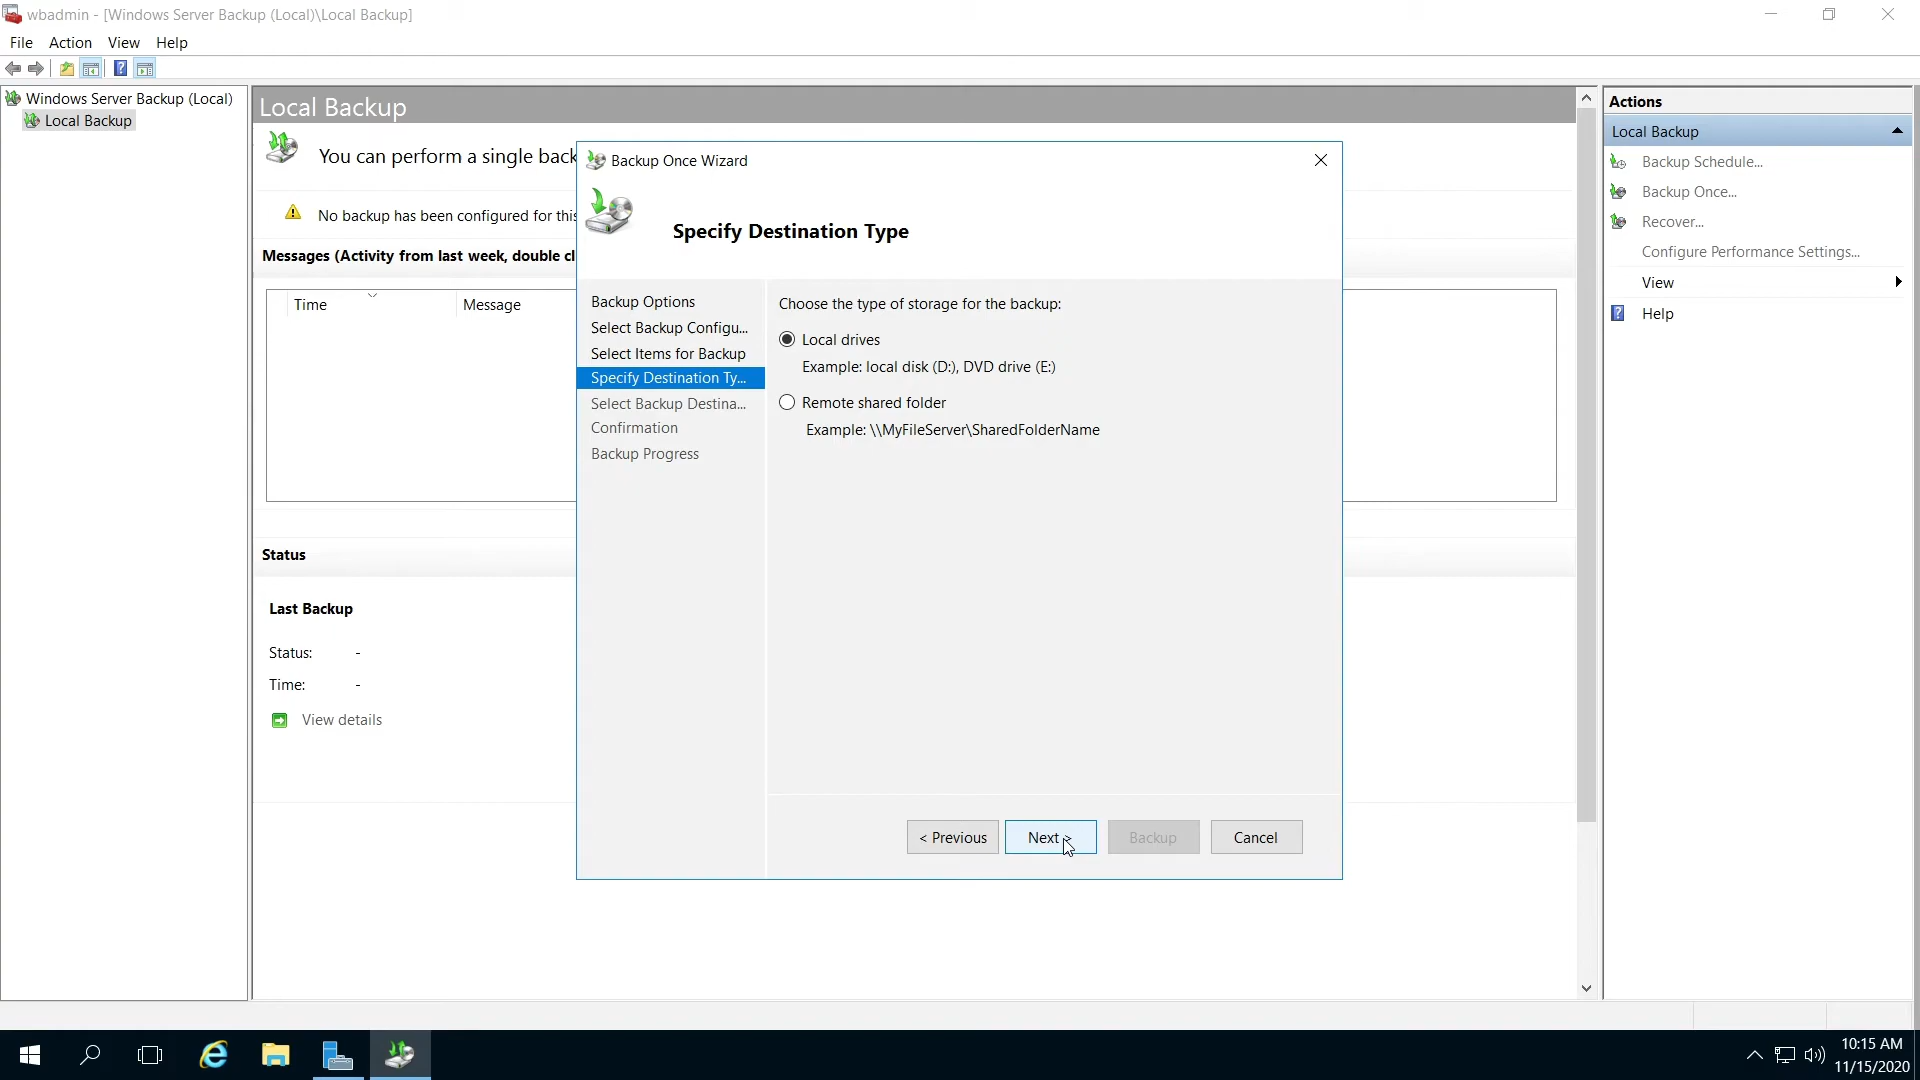 wbadmin - [Windows Server Backup (Local)\Local Backup]
File Action View Help
Windows Server Backup (Local)
Local Backup
Local Backup
You can perform a single back
No backup has been configured for this
Messages (Activity from last week, double cl
Time Message
Status
Last Backup
Status: -
Time: -
View details
Backup Once Wizard
Specify Destination Type
Backup Options
Select Backup Configu...
Select Items for Backup
Specify Destination Ty...
Select Backup Destina...
Confirmation
Backup Progress
Choose the type of storage for the backup:
Local drives
Example: local disk (D:), DVD drive (E:)
Remote shared folder
Example: \\MyFileServer\SharedFolderName
< Previous Next > Backup Cancel
Actions
Local Backup
Backup Schedule...
Backup Once...
Recover...
Configure Performance Settings...
View
Help
10:15 AM
11/15/2020